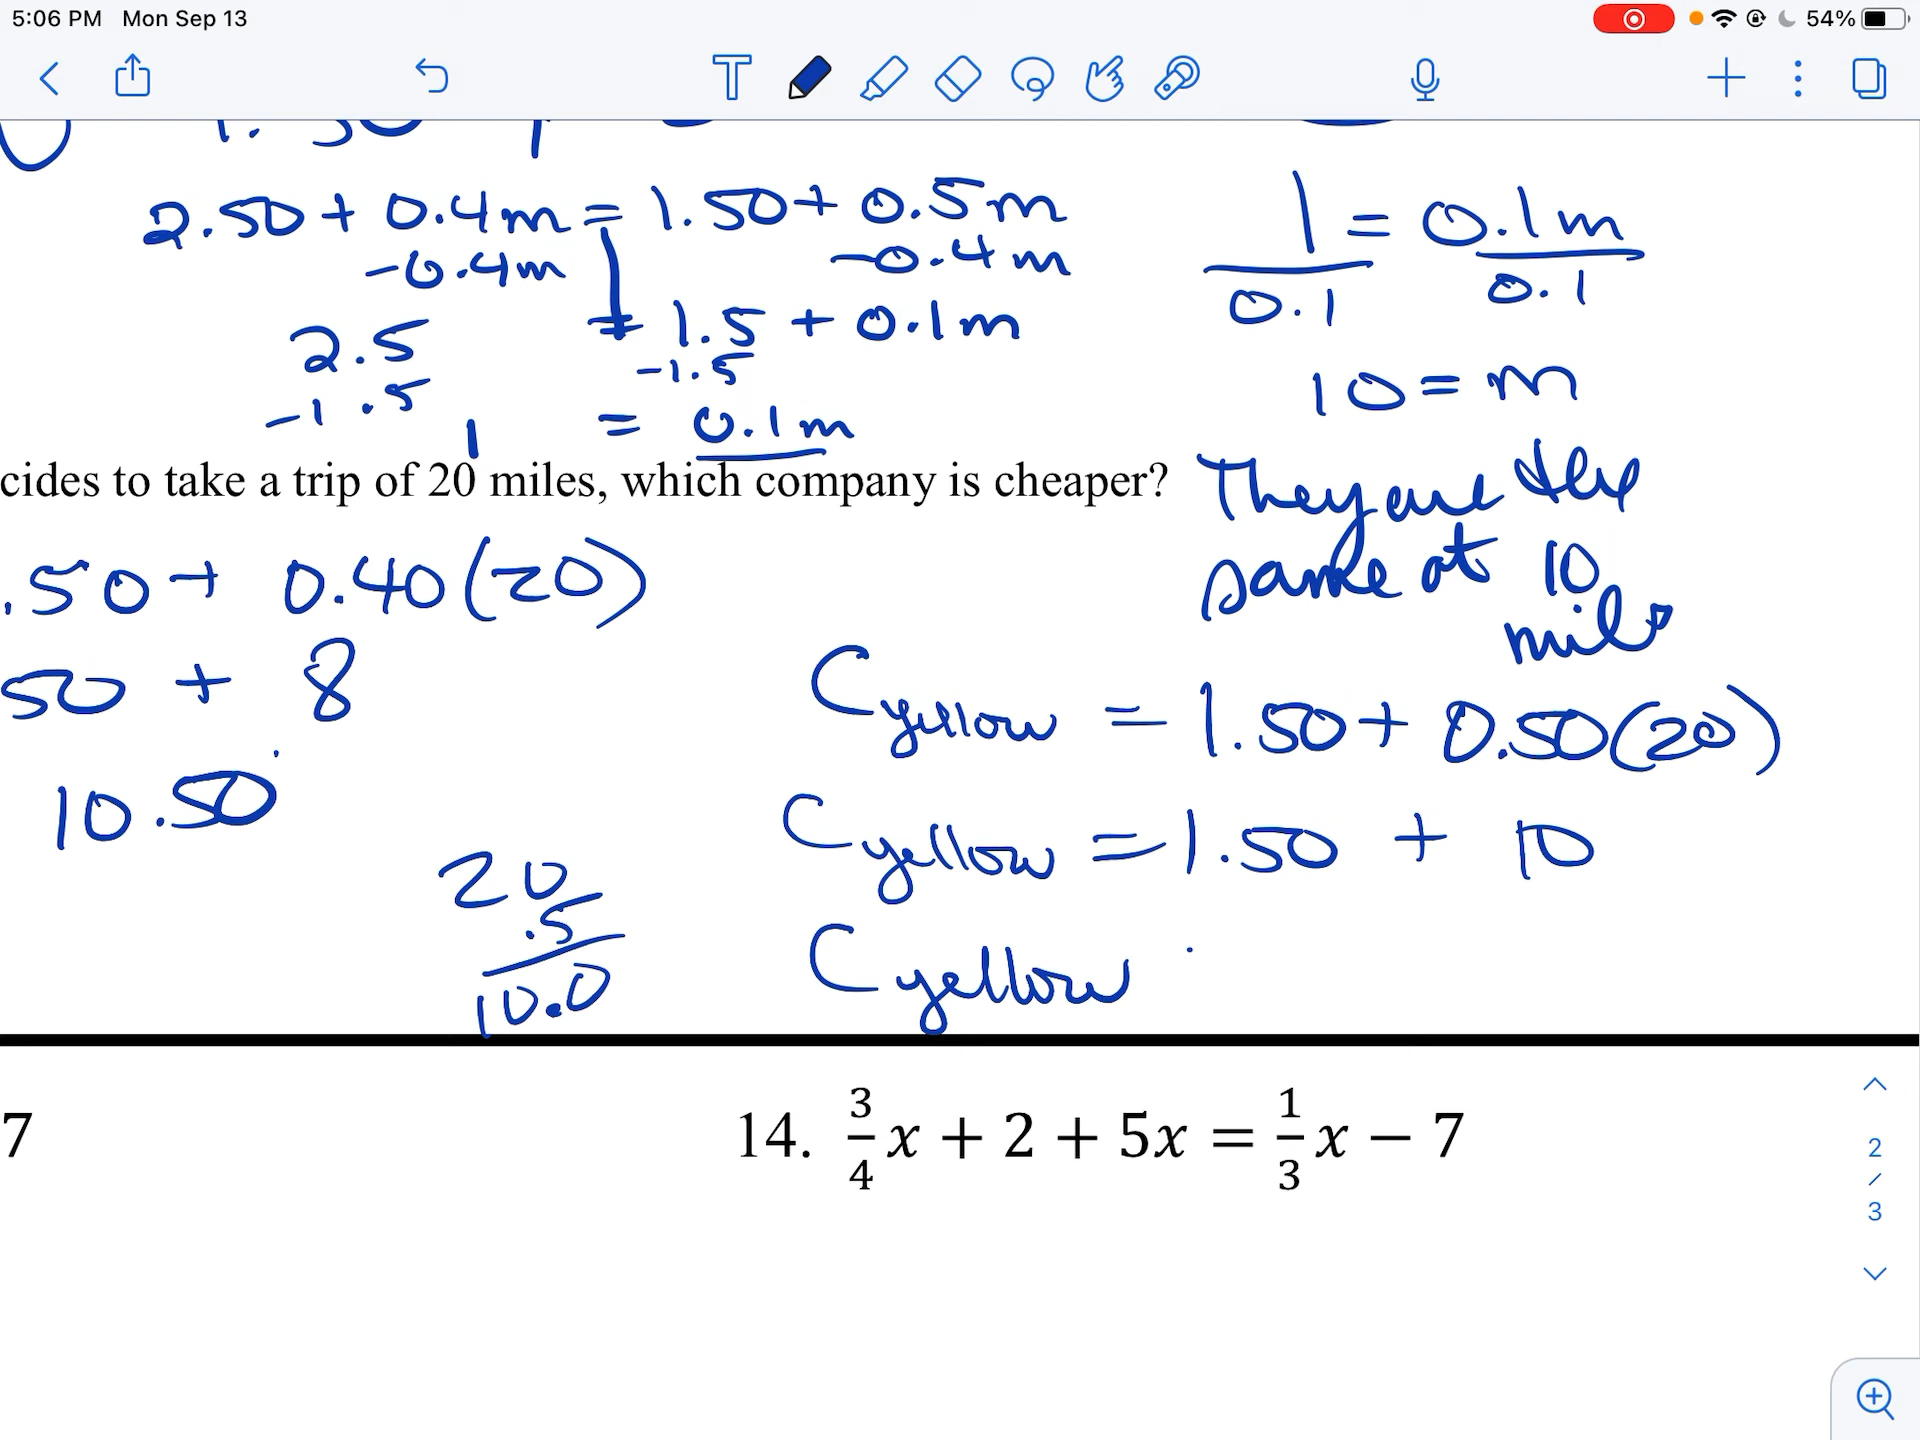 5:06 PM Mon Sep 13
54%
2.50 + 0.4m = 1.50 + 0.5m
-0.4m -0.4m
2.5 = 1.5 + 0.1m
-1.5 -1.5
1 = 0.1m
1 = 0.1m
0.1 0.1
10 = m
cides to take a trip of 20 miles, which company is cheaper?
They are the
same at 10
miles
.50 + 0.40(20)
50 + 8
10.50
20
.5
10.0
Cyellow = 1.50 + 0.50(20)
Cyellow = 1.50 + 10
Cyellow
7
14. 3/4 x + 2 + 5x = 1/3 x − 7
2
/
3